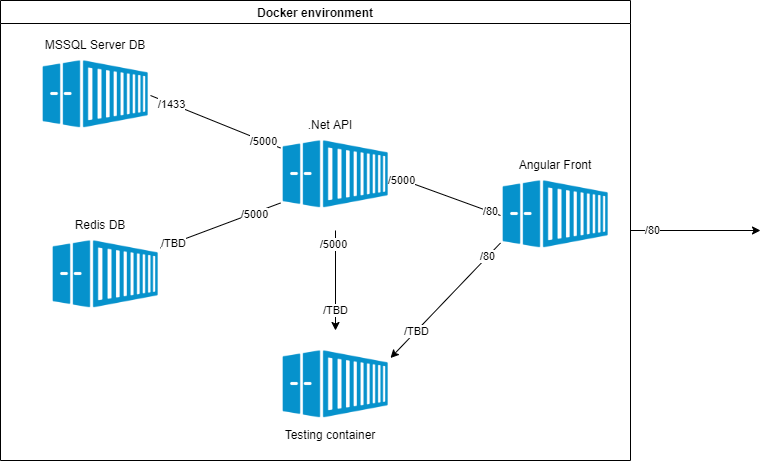 Docker environment
MSSQL Server DB
/1433
.Net API
/5000
Angular Front
/5000
/80
Redis DB
/5000
/TBD
/80
/5000
/80
/TBD
/TBD
Testing container